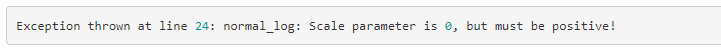 Exception thrown at line 24: normal_log: Scale parameter is 0, but must be positive!